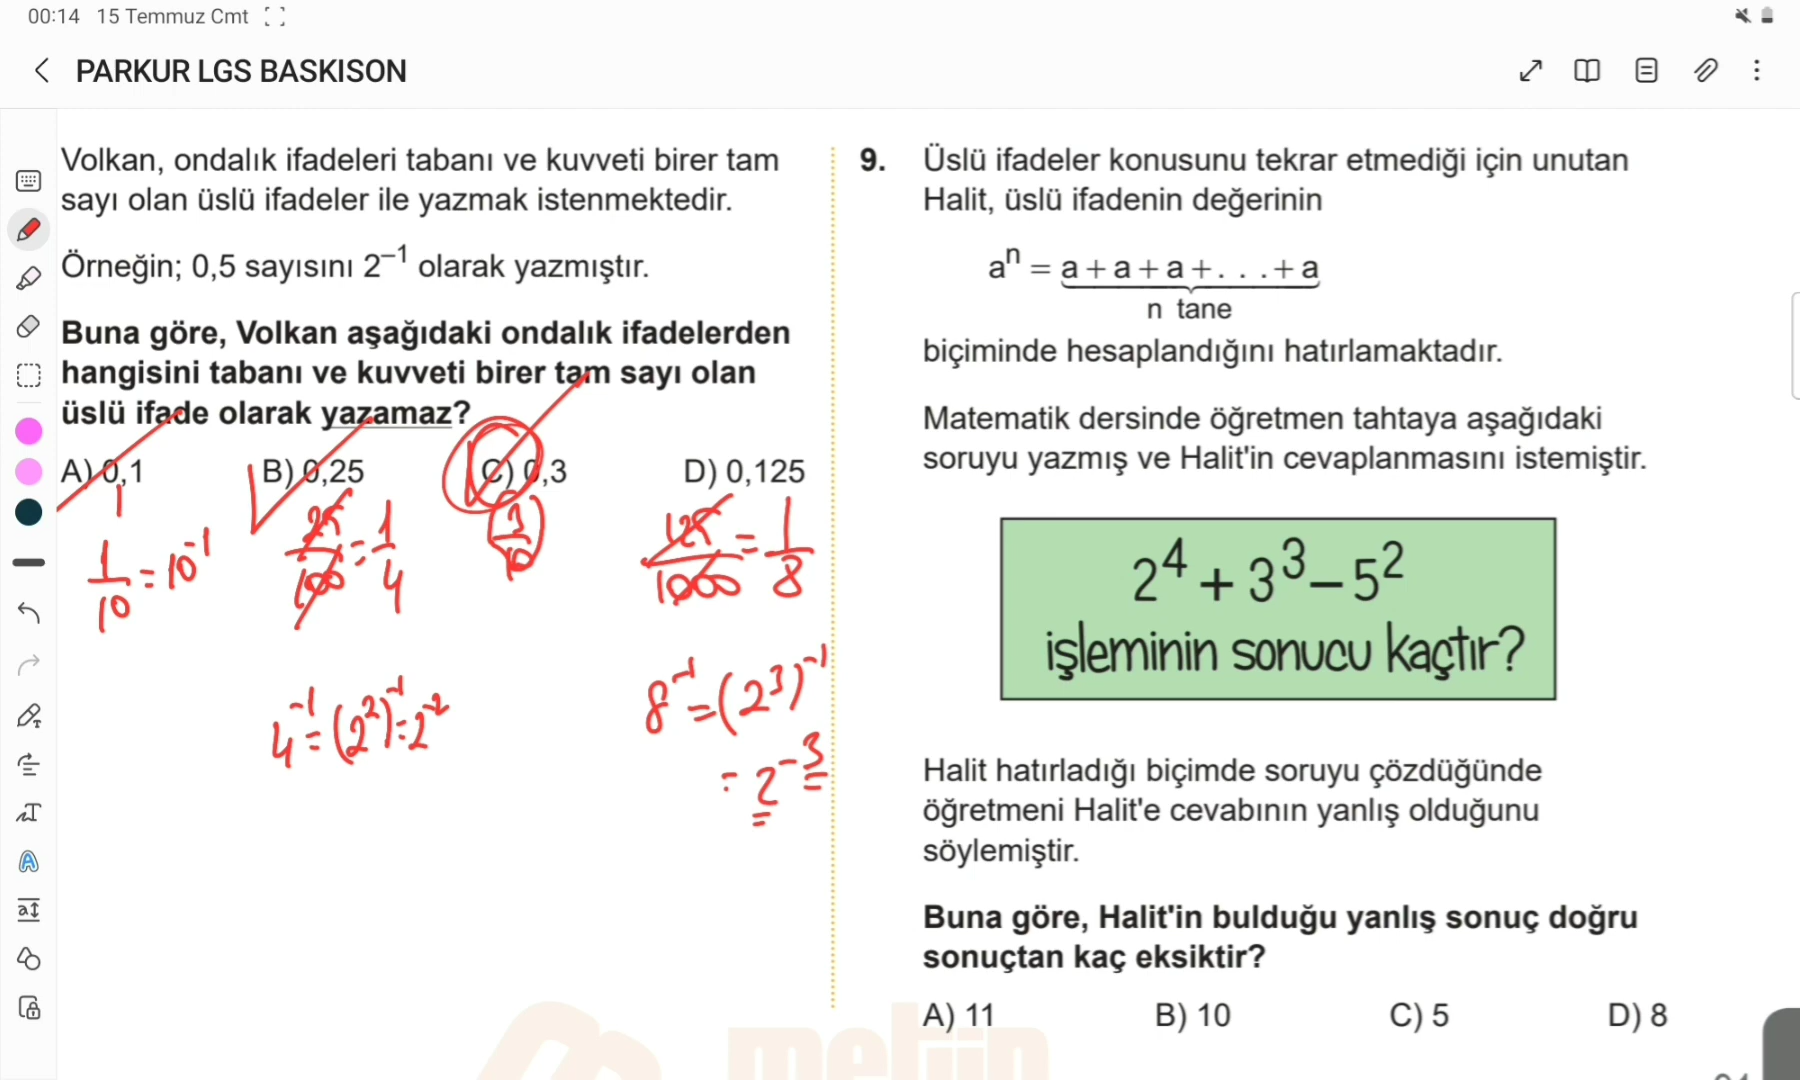 00:14 15 Temmuz Cmt
PARKUR LGS BASKISON
Volkan, ondalık ifadeleri tabanı ve kuvveti birer tam
sayı olan üslü ifadeler ile yazmak istenmektedir.
Örneğin; 0,5 sayısını 2⁻¹ olarak yazmıştır.
Buna göre, Volkan aşağıdaki ondalık ifadelerden
hangisini tabanı ve kuvveti birer tam sayı olan
üslü ifade olarak yazamaz?
A) 0,1 B) 0,25 C) 0,3 D) 0,125
1/10 = 10⁻¹ 25/100 = 1/4 3/10 125/1000 = 1/8
4⁻¹ = (2²)⁻¹ = 2⁻² 8⁻¹ = (2³)⁻¹
= 2⁻³
9. Üslü ifadeler konusunu tekrar etmediği için unutan
Halit, üslü ifadenin değerinin
aⁿ = a + a + a + . . . + a
n tane
biçiminde hesaplandığını hatırlamaktadır.
Matematik dersinde öğretmen tahtaya aşağıdaki
soruyu yazmış ve Halit'in cevaplanmasını istemiştir.
2⁴ + 3³ – 5²
işleminin sonucu kaçtır?
Halit hatırladığı biçimde soruyu çözdüğünde
öğretmeni Halit'e cevabının yanlış olduğunu
söylemiştir.
Buna göre, Halit'in bulduğu yanlış sonuç doğru
sonuçtan kaç eksiktir?
A) 11 B) 10 C) 5 D) 8